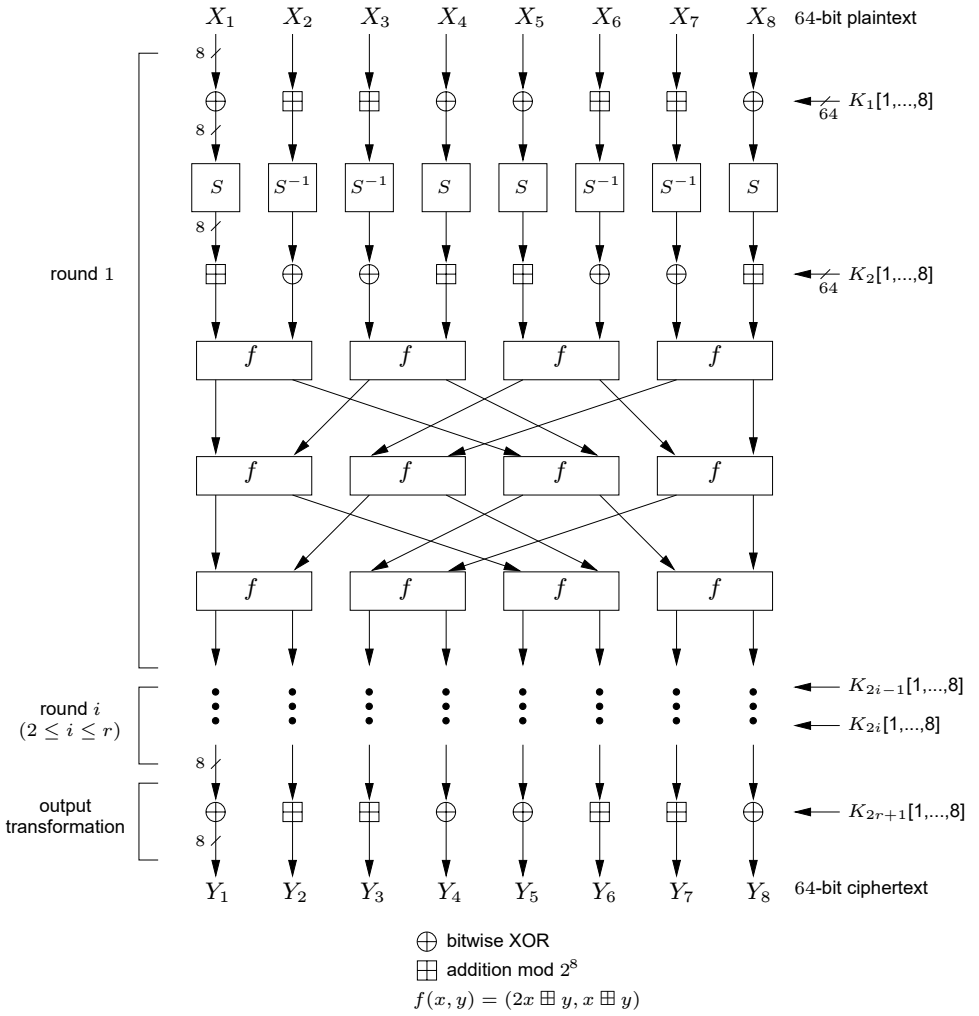 X₁ X₂ X₃ X₄ X₅ X₆ X₇ X₈ 64-bit plaintext
8
K₁[1,...,8]
64
8
S S⁻¹ S⁻¹ S S S⁻¹ S⁻¹ S
8
round 1
K₂[1,...,8]
64
f f f f
f f f f
f f f f
round i
(2 ≤ i ≤ r)
K₂ᵢ₋₁[1,...,8]
K₂ᵢ[1,...,8]
8
output
transformation
K₂ᵣ₊₁[1,...,8]
8
Y₁ Y₂ Y₃ Y₄ Y₅ Y₆ Y₇ Y₈ 64-bit ciphertext
⊕ bitwise XOR
⊞ addition mod 2⁸
f(x, y) = (2x ⊞ y, x ⊞ y)